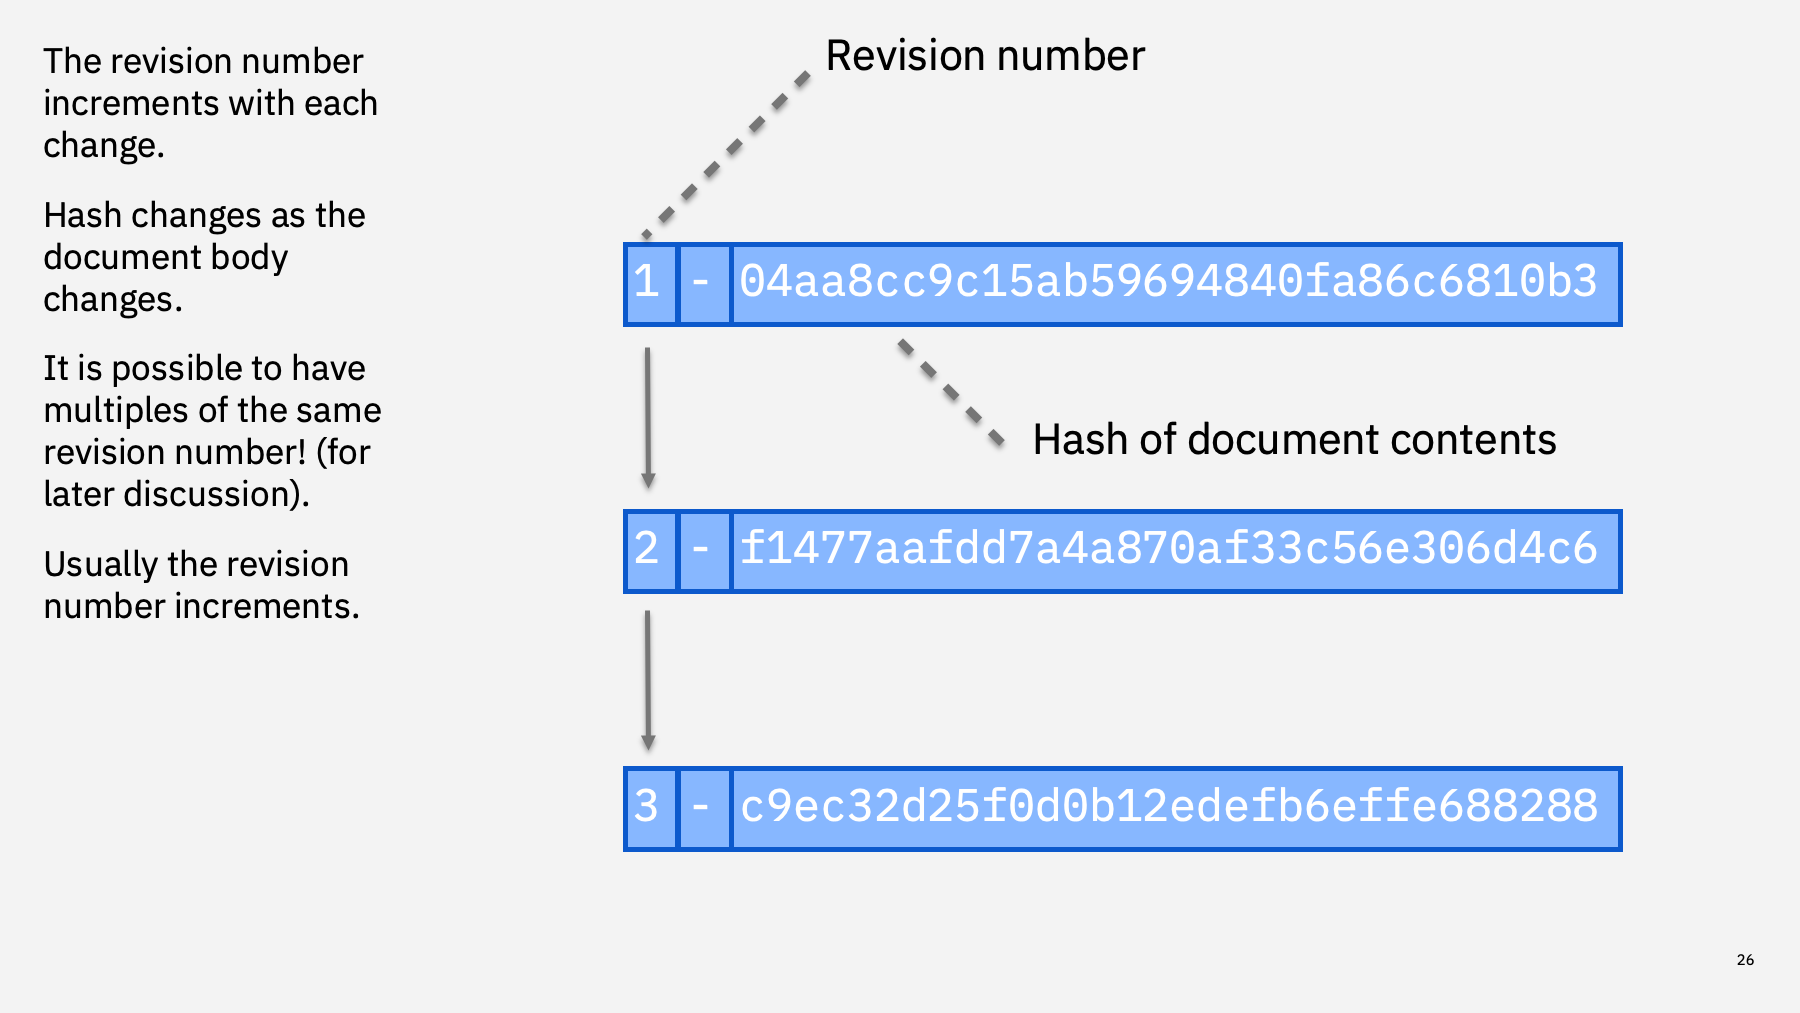 The revision number
increments with each
change.
Hash changes as the
document body
changes.
It is possible to have
multiples of the same
revision number! (for
later discussion).
Usually the revision
number increments.
Revision number
1 - 04aa8cc9c15ab59694840fa86c6810b3
Hash of document contents
2 - f1477aafdd7a4a870af33c56e306d4c6
3 - c9ec32d25f0d0b12edefb6effe688288
26